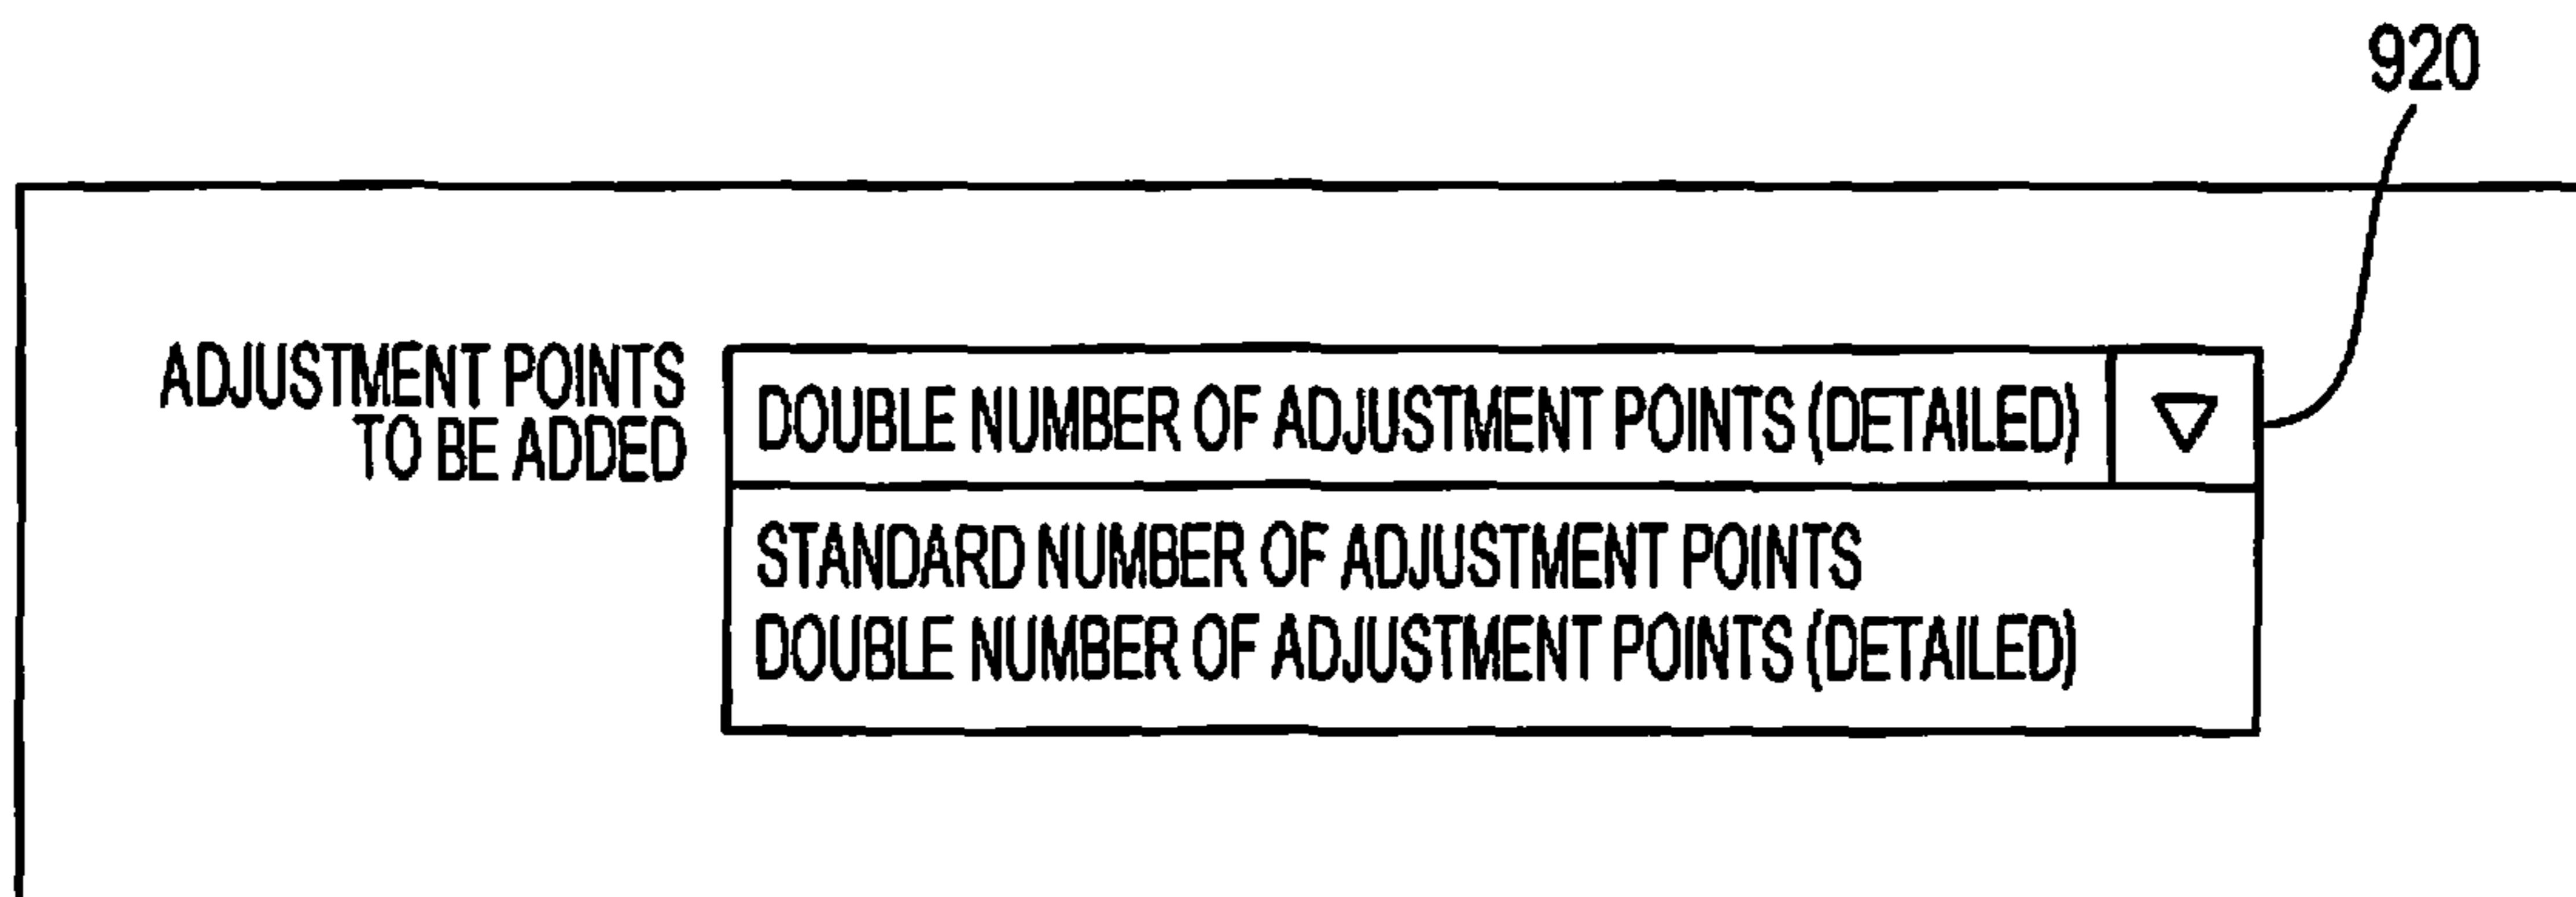 920
ADJUSTMENT POINTS
TO BE ADDED
DOUBLE NUMBER OF ADJUSTMENT POINTS (DETAILED)
STANDARD NUMBER OF ADJUSTMENT POINTS
DOUBLE NUMBER OF ADJUSTMENT POINTS (DETAILED)